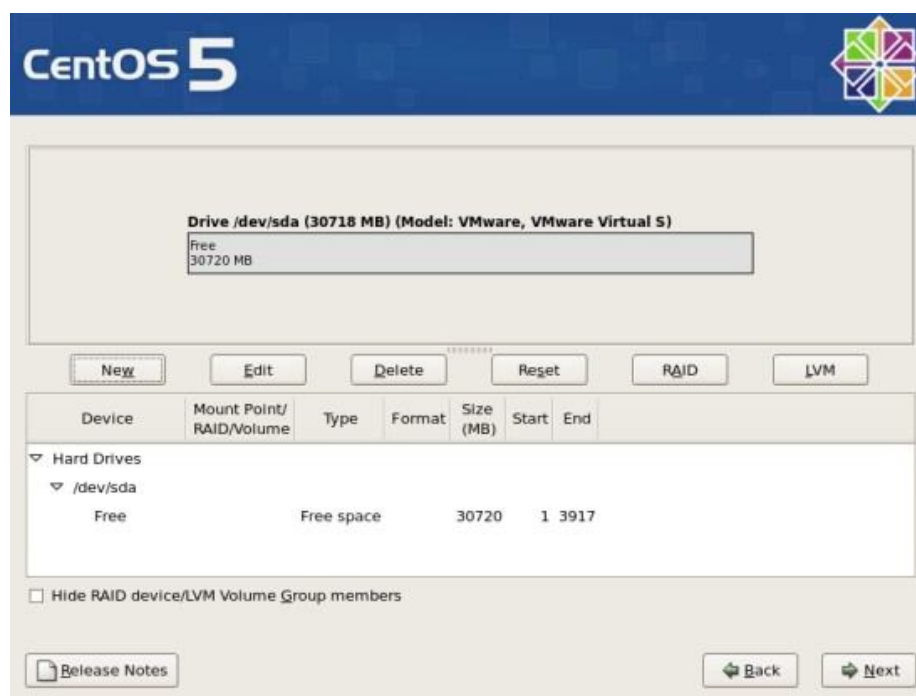 CentOS 5
Drive /dev/sda (30718 MB) (Model: VMware, VMware Virtual S)
Free
30720 MB
New Edit Delete Reset RAID LVM
Device Mount Point/ RAID/Volume Type Format Size (MB) Start End
Hard Drives
/dev/sda
Free Free space 30720 1 3917
Hide RAID device/LVM Volume Group members
Release Notes Back Next